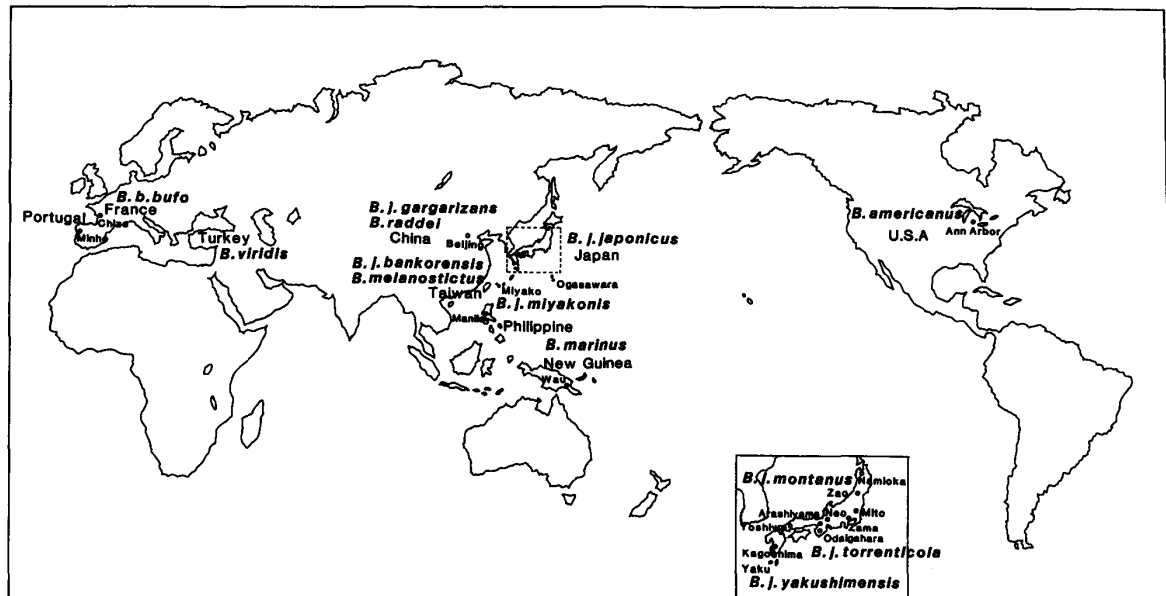 B. b. bufo
Portugal
France
Chize
Minho
Turkey
B. viridis
B. j. gargarizans
B. raddei
China
Beijing
B. j. japonicus
Japan
B. j. bankorensis
B. melanostictus
Taiwan
Miyako
Ogasawara
B. j. miyakonis
Manila
Philippine
B. marinus
New Guinea
Wau
B. americanus
U.S.A
Ann Arbor
B. j. montanus
Namioka
Zao
Arashiyama
Neo
Mito
Yoshiwa
Zama
Odaigahara
Kagoshima
B. j. torrenticola
Yaku
B. j. yakushimensis